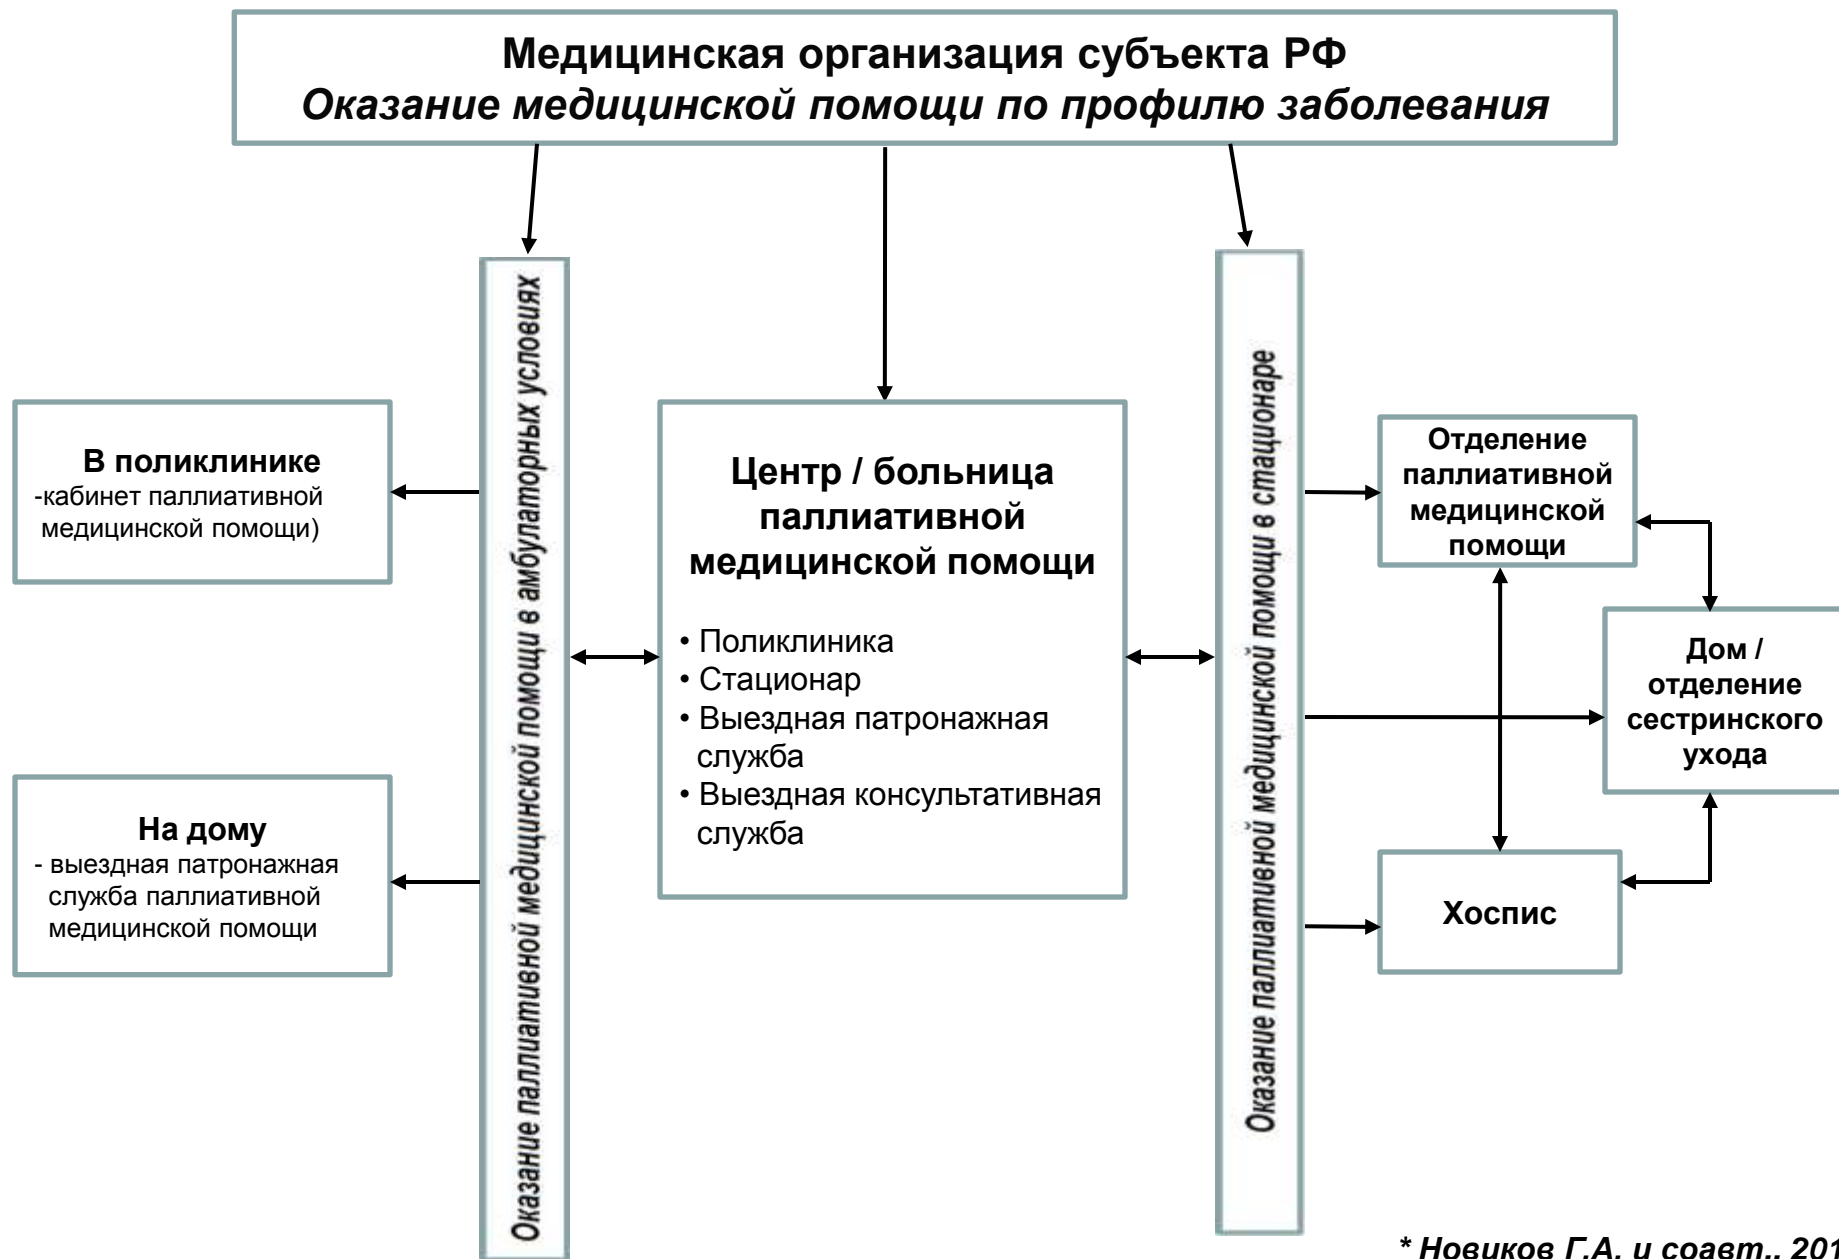 Медицинская организация субъекта РФ
Оказание медицинской помощи по профилю заболевания
Оказание паллиативной медицинской помощи в амбулаторных условиях
Оказание паллиативной медицинской помощи в стационаре
В поликлинике
-кабинет паллиативной
медицинской помощи)
На дому
- выездная патронажная
служба паллиативной
медицинской помощи
Центр / больница
паллиативной
медицинской помощи
• Поликлиника
• Стационар
• Выездная патронажная
служба
• Выездная консультативная
служба
Отделение
паллиативной
медицинской
помощи
Дом /
отделение
сестринского
ухода
Хоспис
* Новиков Г.А. и соавт., 201